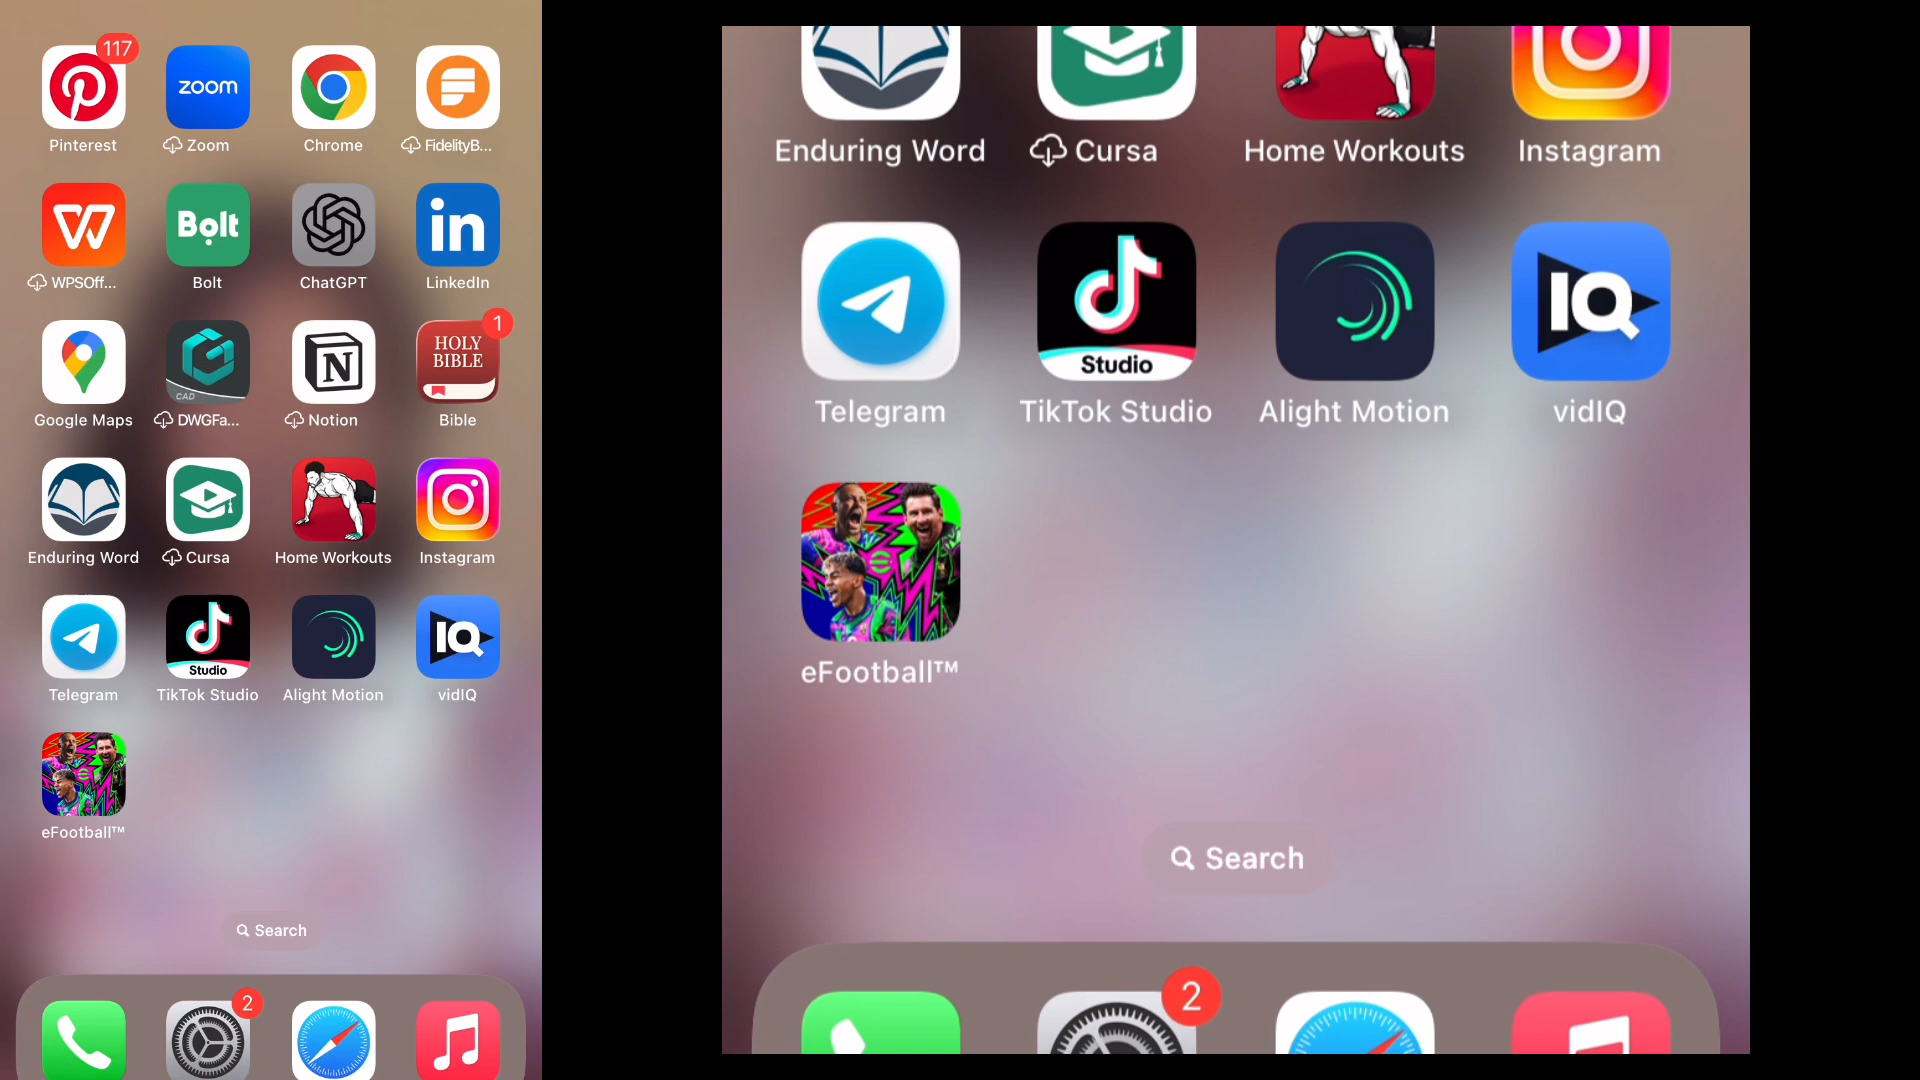 117
zoom
Pinterest
Zoom
Chrome
FidelityB...
Bolt
in
WPSOff...
Bolt
ChatGPT
LinkedIn
1
HOLY
BIBLE
CAD
N
Google Maps
DWGFa...
Notion
Bible
Enduring Word
Cursa
Home Workouts
Instagram
Studio
IQ
Telegram
TikTok Studio
Alight Motion
vidIQ
eFootball™
Search
2
Enduring Word
Cursa
Home Workouts
Instagram
Studio
IQ
Telegram
TikTok Studio
Alight Motion
vidIQ
eFootball™
Search
2